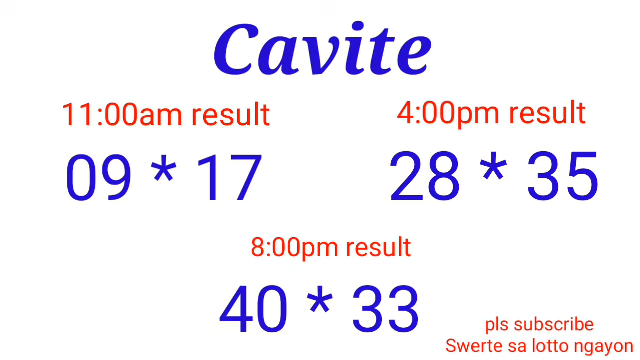 Cavite
11:00am result
09 * 17
4:00pm result
28 * 35
8:00pm result
40 * 33
pls subscribe
Swerte sa lotto ngayon